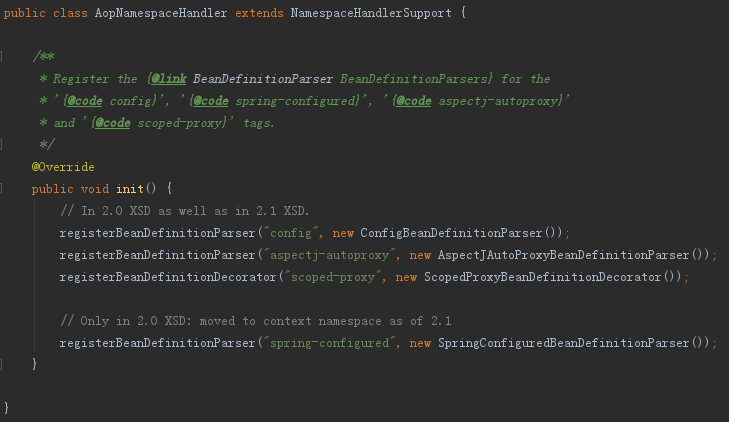 public class AopNamespaceHandler extends NamespaceHandlerSupport {
/**
* Register the {@link BeanDefinitionParser BeanDefinitionParsers} for the
* '{@code config}', '{@code spring-configured}', '{@code aspectj-autoproxy}'
* and '{@code scoped-proxy}' tags.
*/
@Override
public void init() {
// In 2.0 XSD as well as in 2.1 XSD.
registerBeanDefinitionParser("config", new ConfigBeanDefinitionParser());
registerBeanDefinitionParser("aspectj-autoproxy", new AspectJAutoProxyBeanDefinitionParser());
registerBeanDefinitionDecorator("scoped-proxy", new ScopedProxyBeanDefinitionDecorator());
// Only in 2.0 XSD: moved to context namespace as of 2.1
registerBeanDefinitionParser("spring-configured", new SpringConfiguredBeanDefinitionParser());
}
}